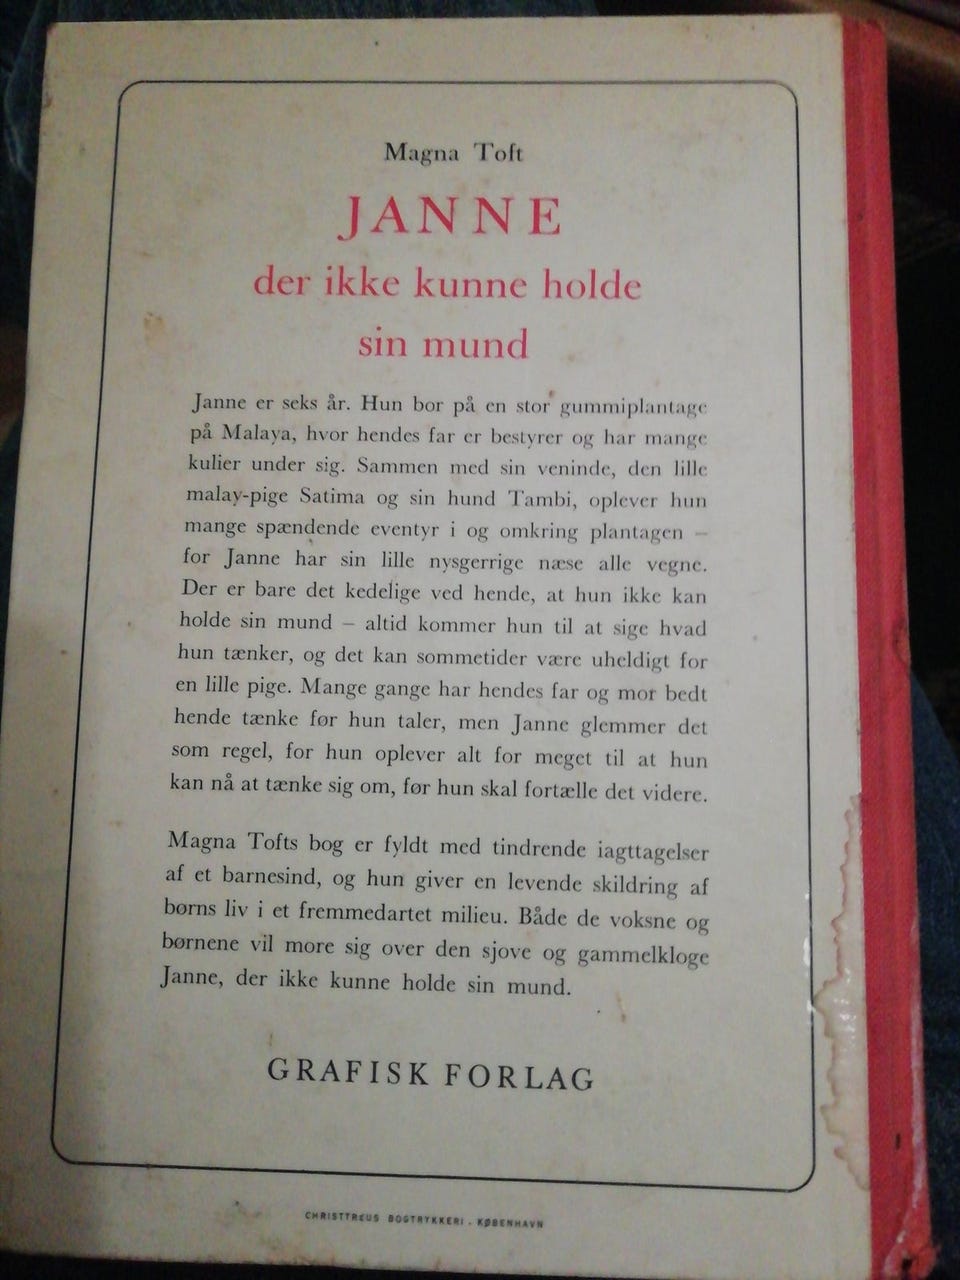 Magna Toft
JANNE
der ikke kunne holde
sin mund
Janne er seks år. Hun bor på en stor gummiplantage
på Malaya, hvor hendes far er bestyrer og har mange
kulier under sig. Sammen med sin veninde, den lille
malay-pige Satima og sin hund Tambi, oplever hun
mange spændende eventyr i og omkring plantagen –
for Janne har sin lille nysgerrige næse alle vegne.
Der er bare det kedelige ved hende, at hun ikke kan
holde sin mund – altid kommer hun til at sige hvad
hun tænker, og det kan sommetider være uheldigt for
en lille pige. Mange gange har hendes far og mor bedt
hende tænke før hun taler, men Janne glemmer det
som regel, for hun oplever alt for meget til at hun
kan nå at tænke sig om, før hun skal fortælle det videre.
Magna Tofts bog er fyldt med tindrende iagttagelser
af et barnesind, og hun giver en levende skildring af
børns liv i et fremmedartet milieu. Både de voksne og
børnene vil more sig over den sjove og gammelkloge
Janne, der ikke kunne holde sin mund.
GRAFISK FORLAG
CHRISTTREUS BOGTRYKKERI . KØBENHAVN